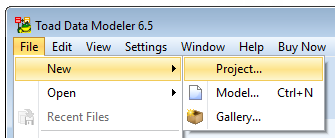 Toad Data Modeler 6.5
File Edit View Settings Window Help Buy Now
New Project...
Open Model... Ctrl+N
Recent Files Gallery...